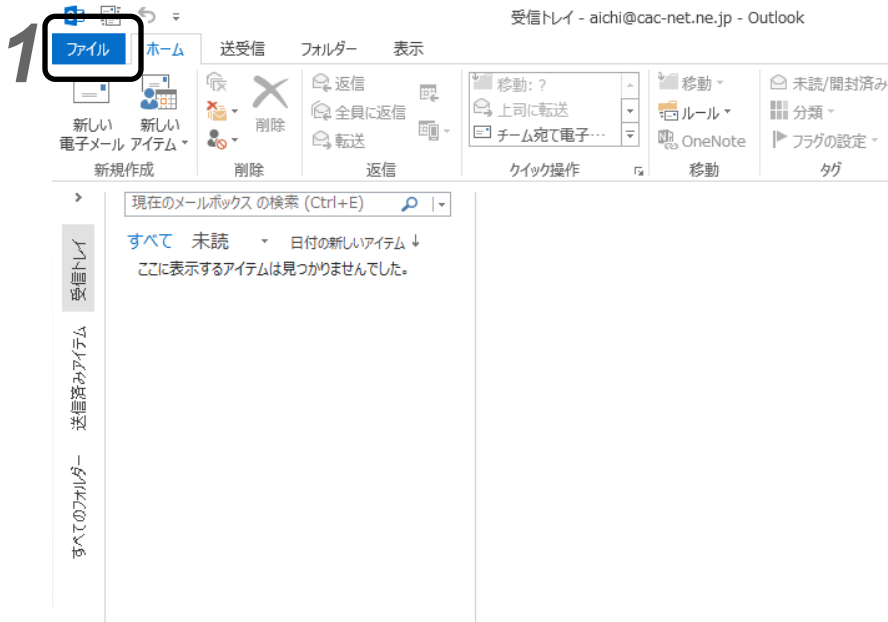 受信トレイ - aichi@cac-net.ne.jp - Outlook
1
ファイル ホーム 送受信 フォルダー 表示
新しい
電子メール
新しい
アイテム
新規作成
削除
削除
返信
全員に返信
転送
返信
移動: ?
上司に転送
チーム宛て電子…
クイック操作
移動
ルール
OneNote
移動
未読/開封済み
分類
フラグの設定
タグ
現在のメールボックス の検索 (Ctrl+E)
すべて 未読 日付の新しいアイテム ↓
ここに表示するアイテムは見つかりませんでした。
受信トレイ
送信済みアイテム
すべてのフォルダー